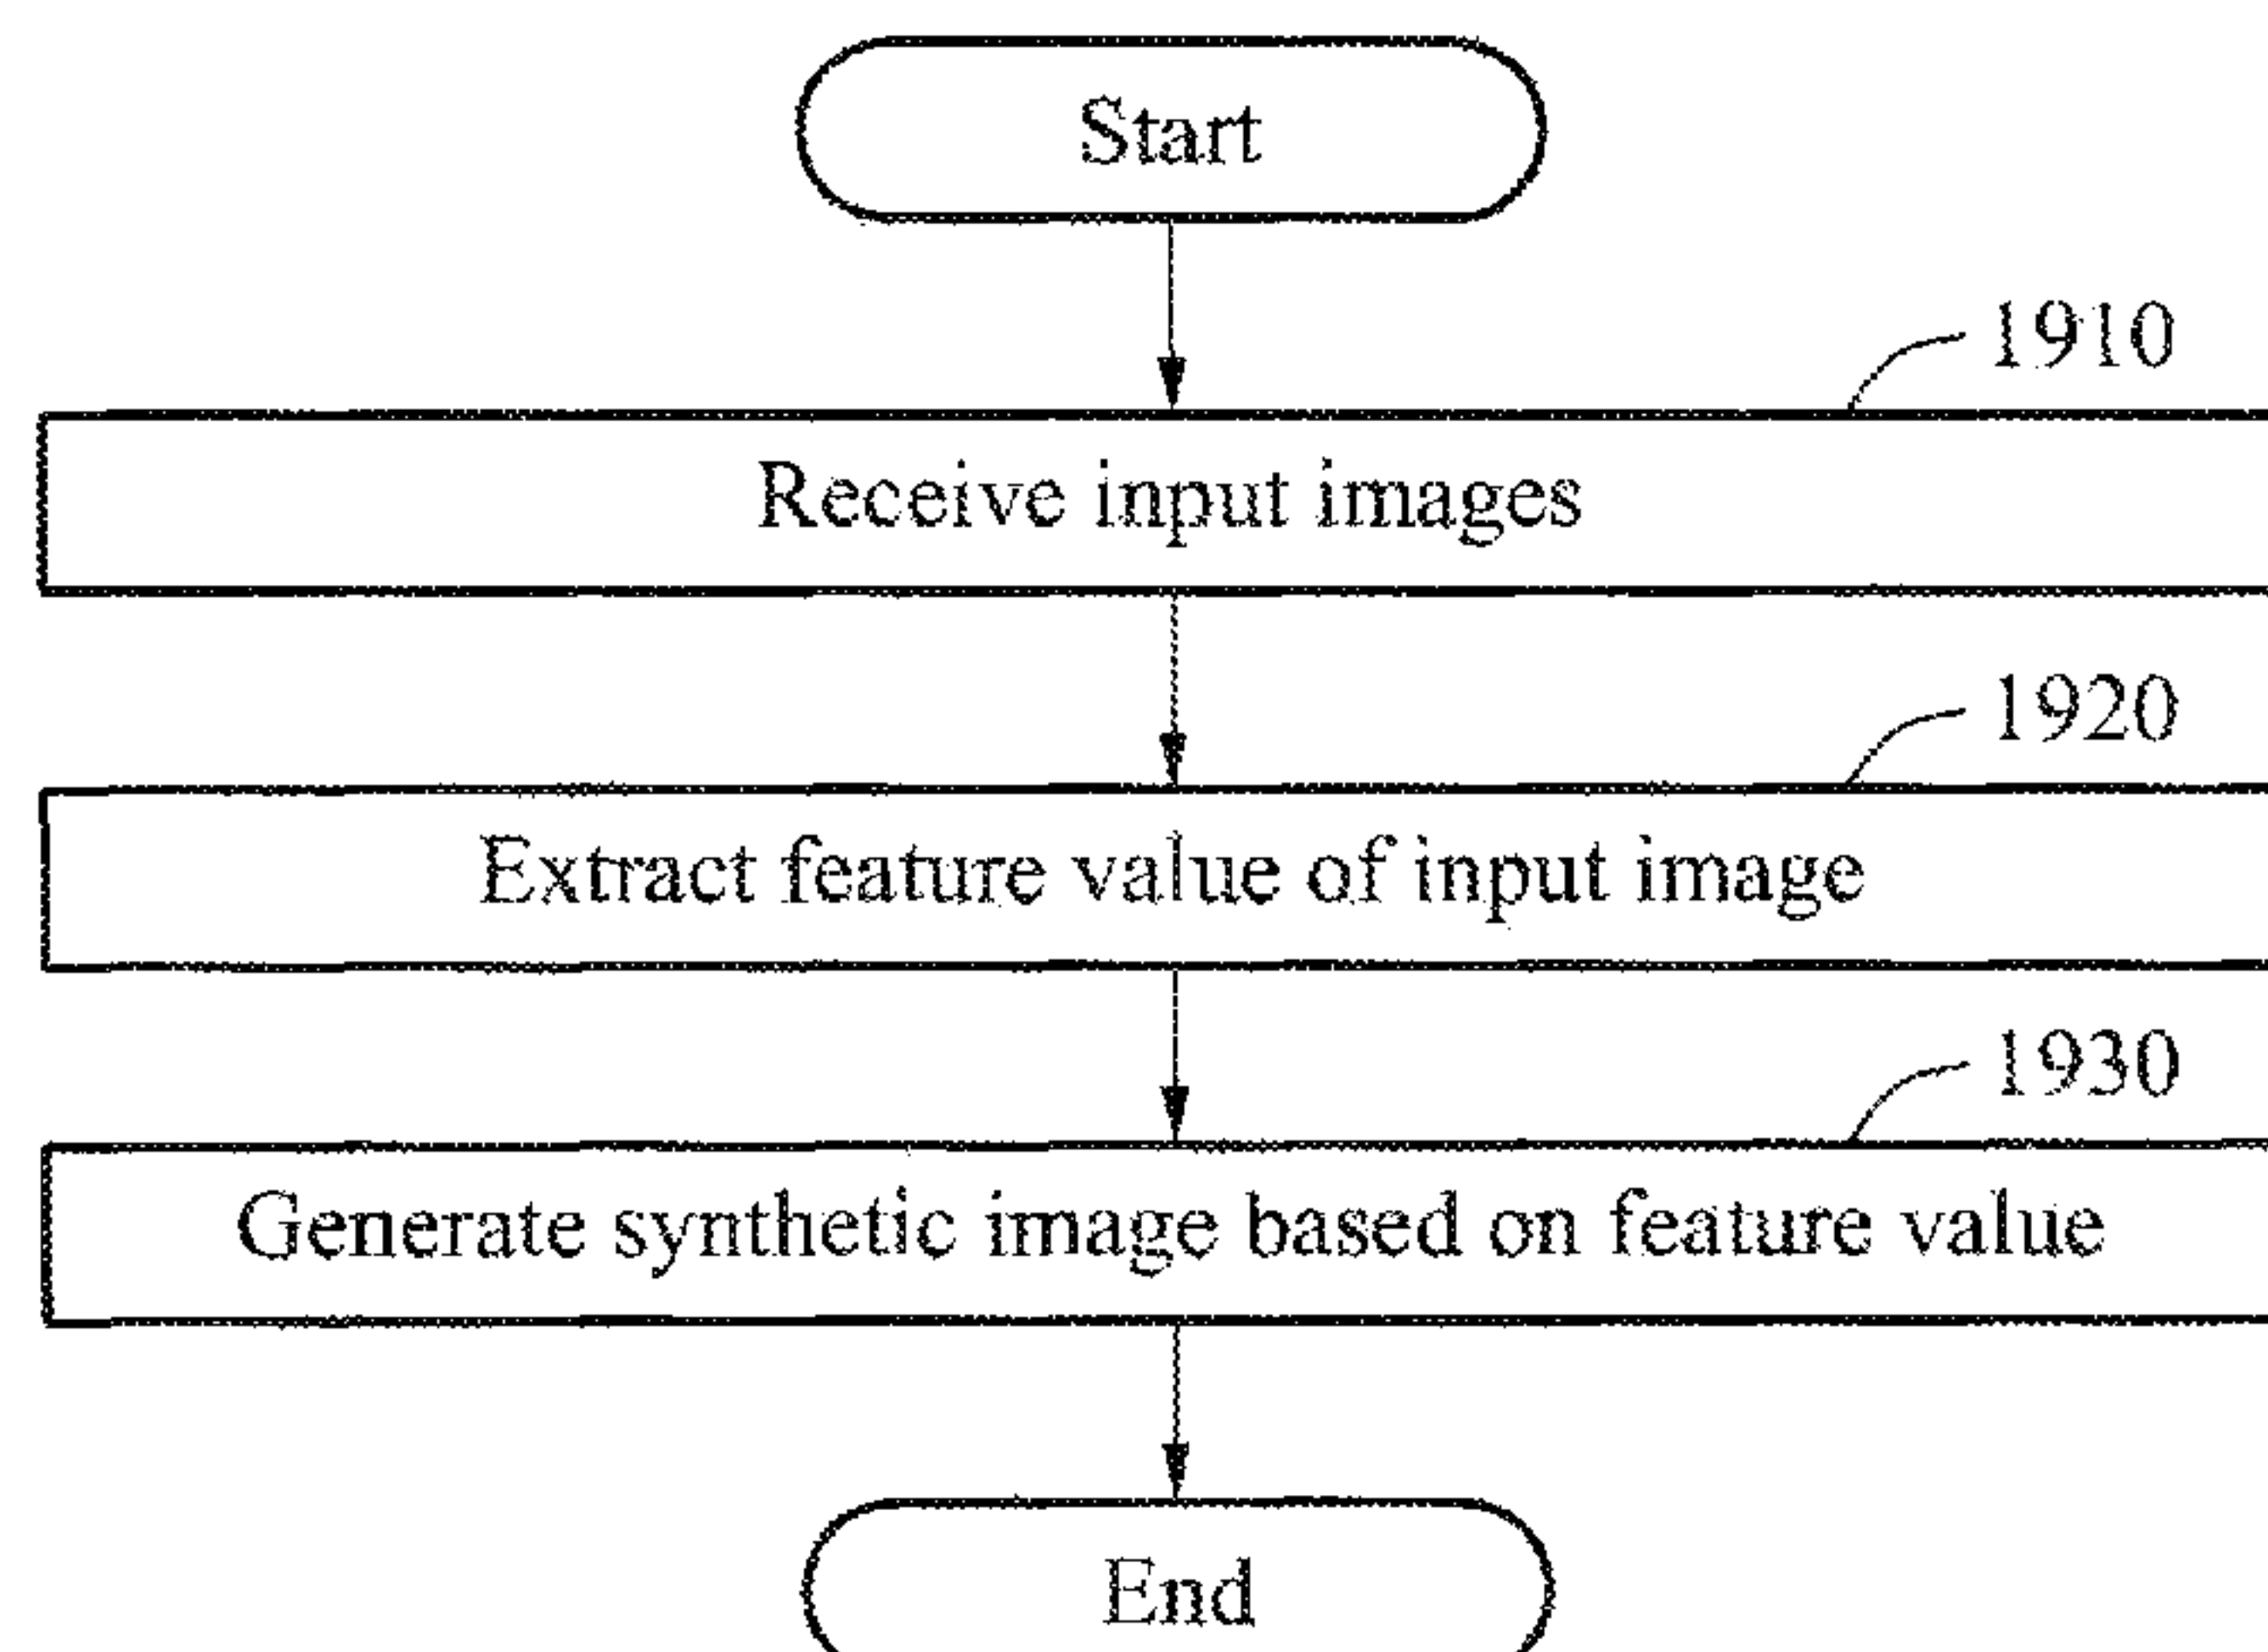 Start
1910
Receive input images
1920
Extract feature value of input image
1930
Generate synthetic image based on feature value
End